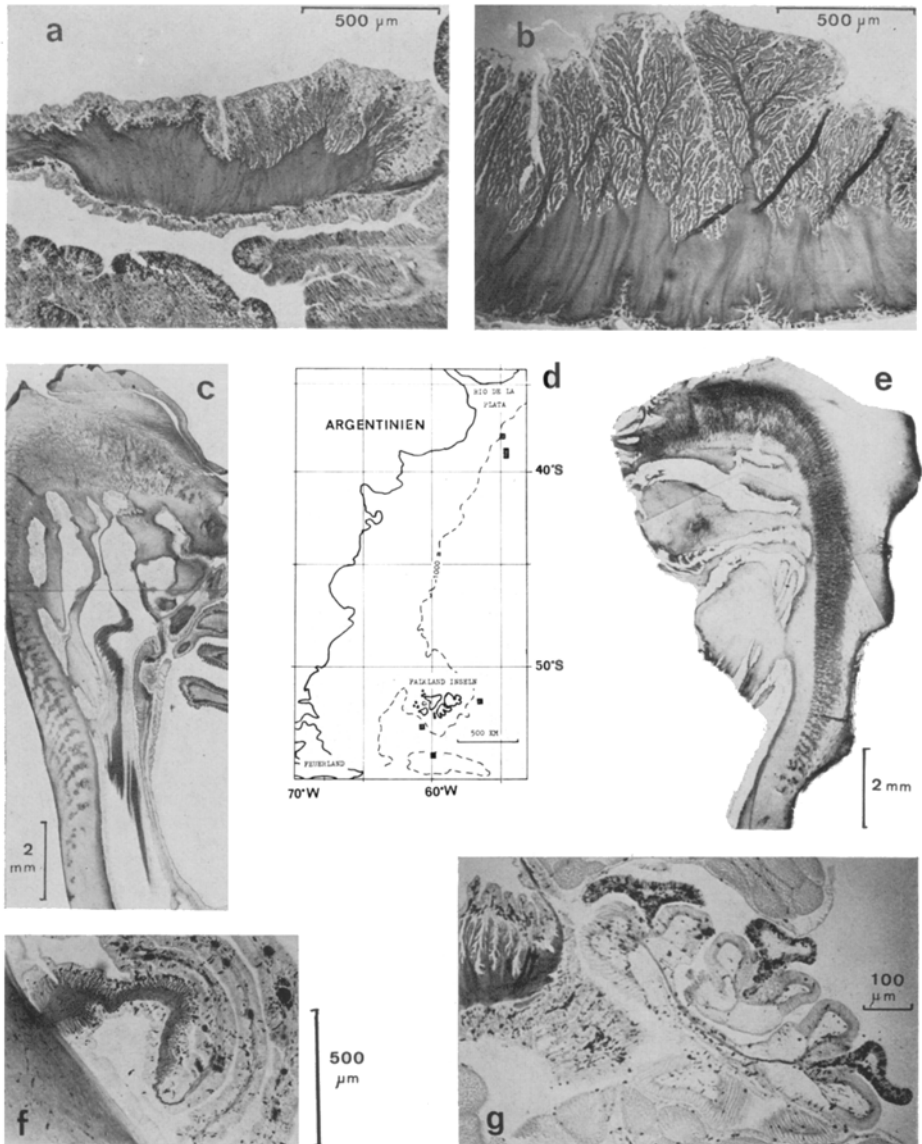 a
500 µm
b
500 µm
c
2
mm
d
ARGENTINIEN
RIO DE LA
PLATA
40°S
1000
50°S
FALKLAND INSELN
500 KM
FEUERLAND
70°W
60°W
e
2 mm
f
500
µm
g
100
µm